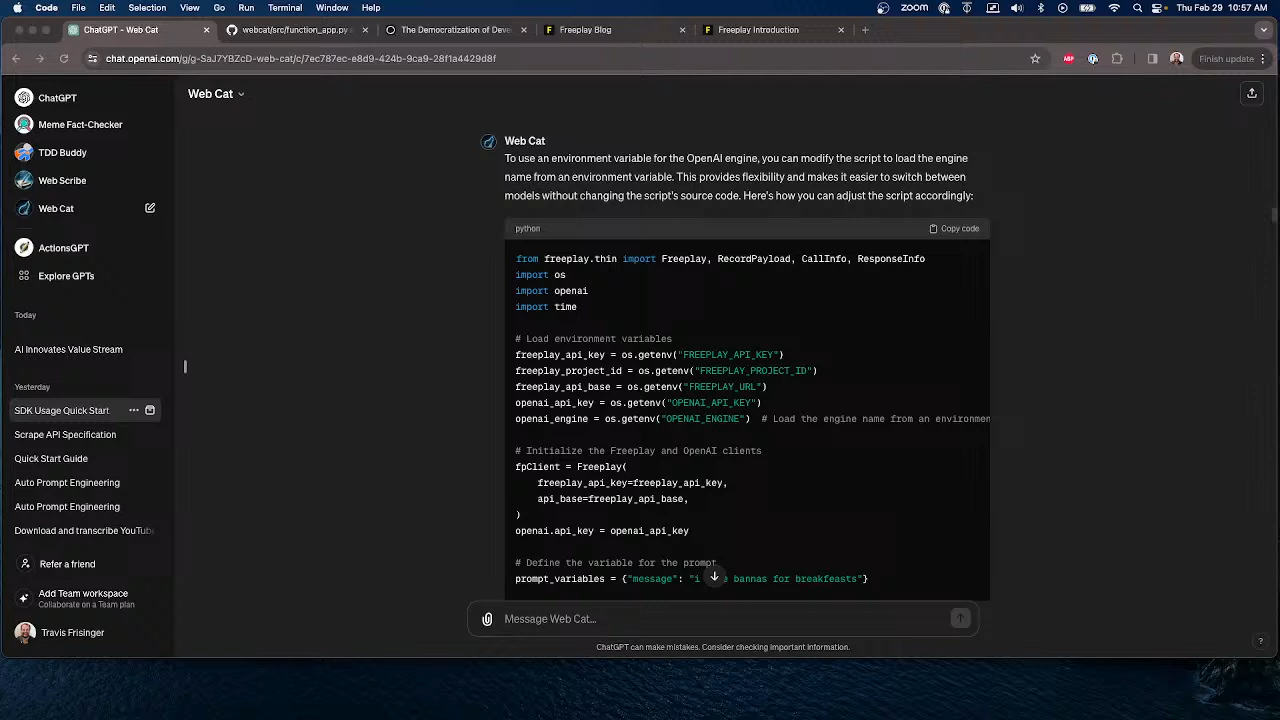 Code File Edit Selection View Go Run Terminal Window Help zoom Thu Feb 29 10:57 AM
ChatGPT - Web Cat webcat/src/function_app.py The Democratization of Deve Freeplay Blog Freeplay Introduction
chat.openai.com/g/g-SaJ7YBZcD-web-cat/c/7ec787ec-e8d9-424b-9ca9-28f1a4429d8f ABP Finish update
ChatGPT
Meme Fact-Checker
TDD Buddy
Web Scribe
Web Cat
ActionsGPT
Explore GPTs
Today
AI Innovates Value Stream
Yesterday
SDK Usage Quick Start
Scrape API Specification
Quick Start Guide
Auto Prompt Engineering
Auto Prompt Engineering
Download and transcribe YouTub
Refer a friend
Add Team workspace
Collaborate on a Team plan
Travis Frisinger
Web Cat
Web Cat
To use an environment variable for the OpenAI engine, you can modify the script to load the engine
name from an environment variable. This provides flexibility and makes it easier to switch between
models without changing the script's source code. Here's how you can adjust the script accordingly:
python Copy code
from freeplay.thin import Freeplay, RecordPayload, CallInfo, ResponseInfo
import os
import openai
import time
# Load environment variables
freeplay_api_key = os.getenv("FREEPLAY_API_KEY")
freeplay_project_id = os.getenv("FREEPLAY_PROJECT_ID")
freeplay_api_base = os.getenv("FREEPLAY_URL")
openai_api_key = os.getenv("OPENAI_API_KEY")
openai_engine = os.getenv("OPENAI_ENGINE") # Load the engine name from an environmen
# Initialize the Freeplay and OpenAI clients
fpClient = Freeplay(
freeplay_api_key=freeplay_api_key,
api_base=freeplay_api_base,
)
openai.api_key = openai_api_key
# Define the variable for the prompt
prompt_variables = {"message": "i bannas for breakfeasts"}
Message Web Cat...
ChatGPT can make mistakes. Consider checking important information.
?